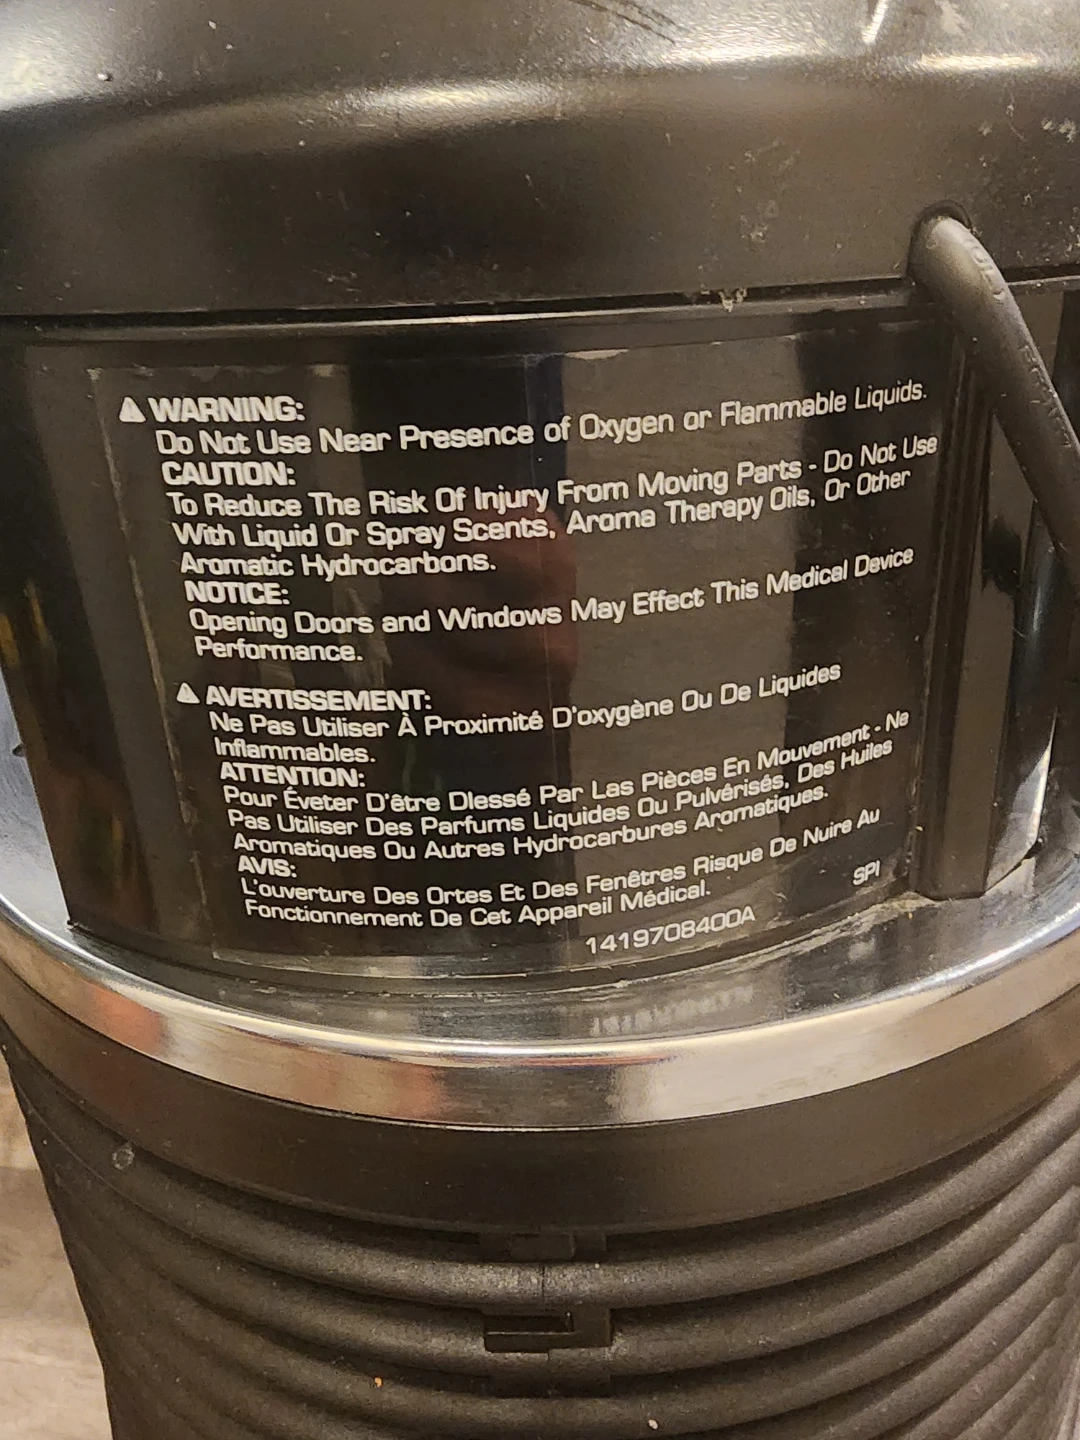 ⚠ WARNING:
Do Not Use Near Presence of Oxygen or Flammable Liquids.
CAUTION:
To Reduce The Risk Of Injury From Moving Parts - Do Not Use
With Liquid Or Spray Scents, Aroma Therapy Oils, Or Other
Aromatic Hydrocarbons.
NOTICE:
Opening Doors and Windows May Effect This Medical Device
Performance.
⚠ AVERTISSEMENT:
Ne Pas Utiliser À Proximité D'oxygène Ou De Liquides
Inflammables.
ATTENTION:
Pour Éveter D'être Dlessé Par Las Pièces En Mouvement - Ne
Pas Utiliser Des Parfums Liquides Ou Pulvérisés, Des Huiles
Aromatiques Ou Autres Hydrocarbures Aromatiques.
AVIS:
L'ouverture Des Ortes Et Des Fenêtres Risque De Nuire Au
Fonctionnement De Cet Appareil Médical.
SPI
1419708400A